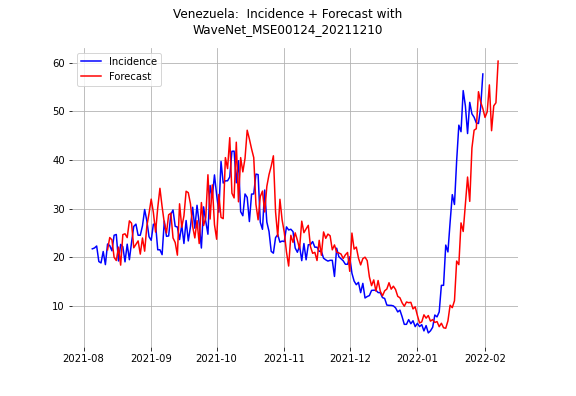 Venezuela:  Incidence + Forecast with
WaveNet_MSE00124_20211210
Incidence
Forecast
60
50
40
30
20
10
2021-08 2021-09 2021-10 2021-11 2021-12 2022-01 2022-02